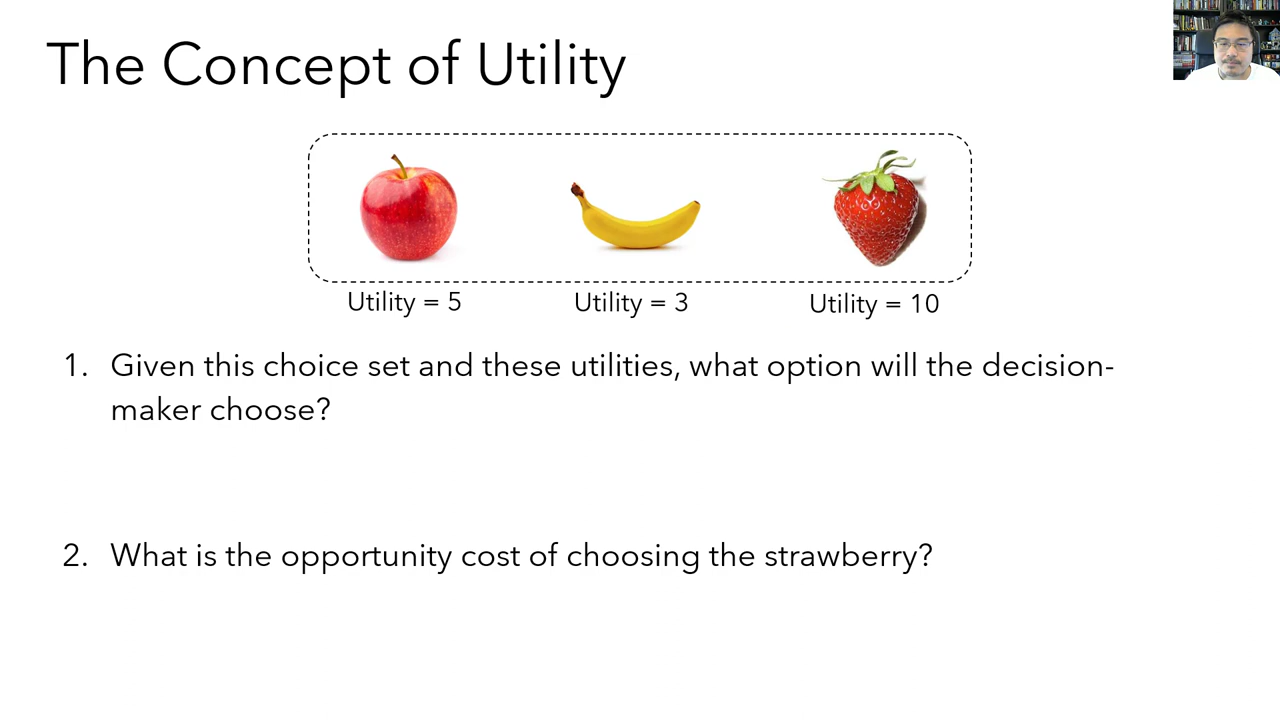 The Concept of Utility
Utility = 5
Utility = 3
Utility = 10
1. Given this choice set and these utilities, what option will the decision-
maker choose?
2. What is the opportunity cost of choosing the strawberry?